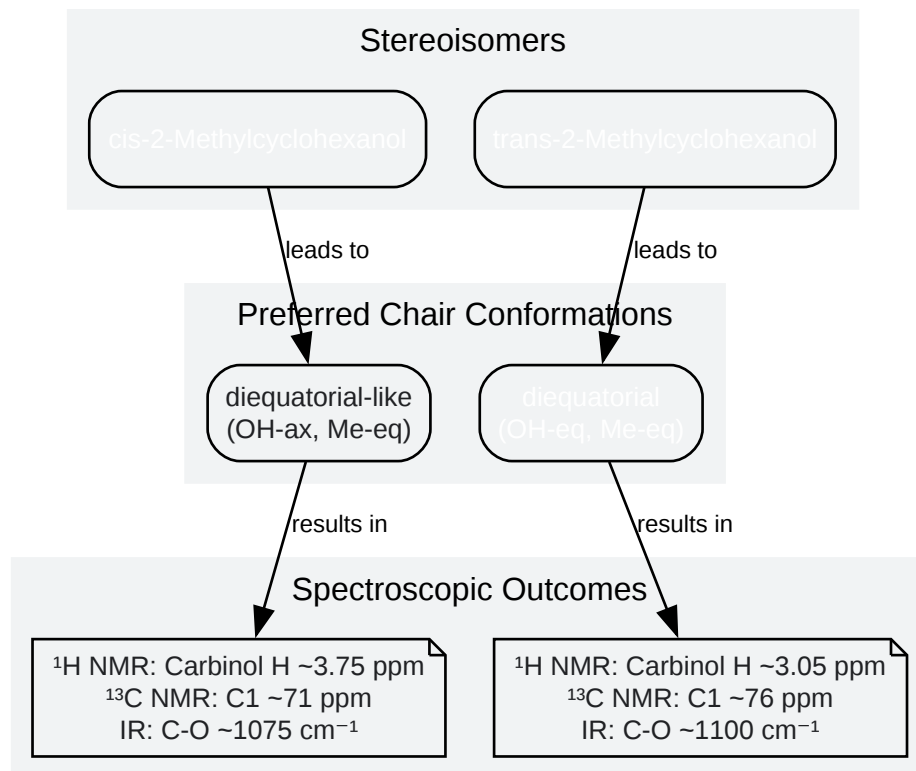 Stereoisomers
cis-2-Methylcyclohexanol
trans-2-Methylcyclohexanol
leads to
leads to
Preferred Chair Conformations
diequatorial-like
(OH-ax, Me-eq)
diequatorial
(OH-eq, Me-eq)
results in
results in
Spectroscopic Outcomes
¹H NMR: Carbinol H ~3.75 ppm
¹³C NMR: C1 ~71 ppm
IR: C-O ~1075 cm⁻¹
¹H NMR: Carbinol H ~3.05 ppm
¹³C NMR: C1 ~76 ppm
IR: C-O ~1100 cm⁻¹